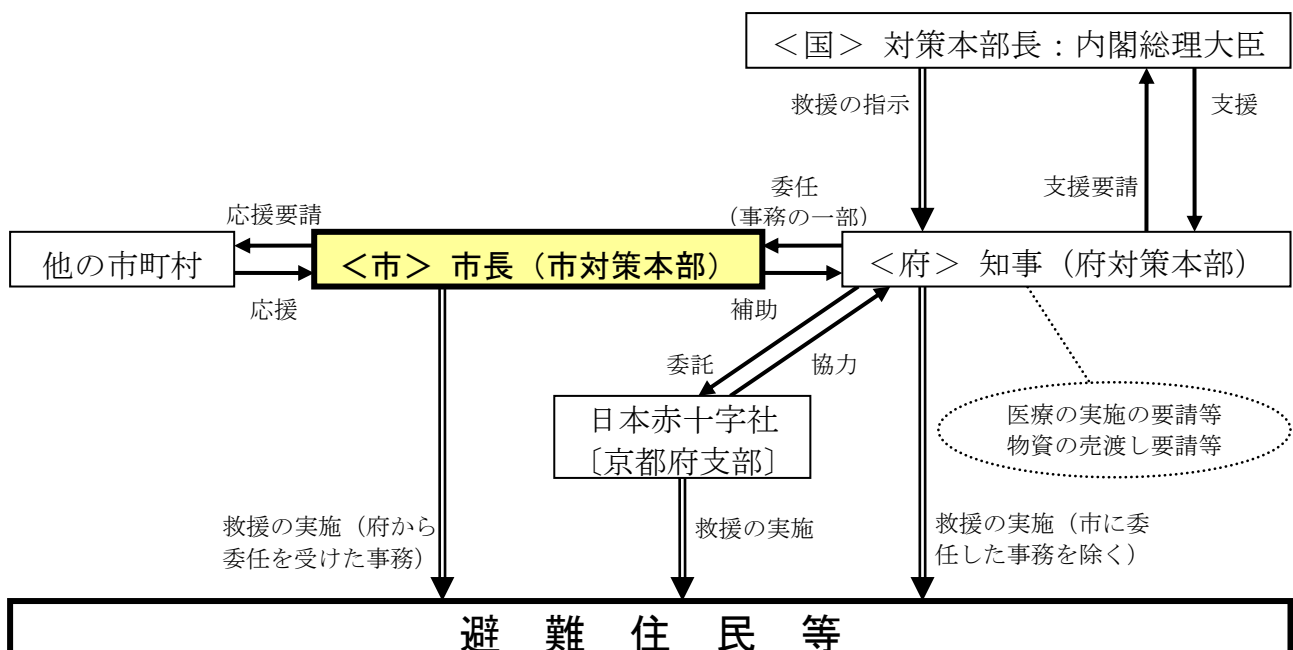 ＜国＞ 対策本部長：内閣総理大臣
救援の指示
支援
委任
（事務の一部）
支援要請
応援要請
他の市町村
＜市＞ 市長（市対策本部）
＜府＞ 知事（府対策本部）
応援
補助
委託
協力
日本赤十字社
〔京都府支部〕
医療の実施の要請等
物資の売渡し要請等
救援の実施（府から
委任を受けた事務）
救援の実施
救援の実施（市に委
任した事務を除く）
避難住民等